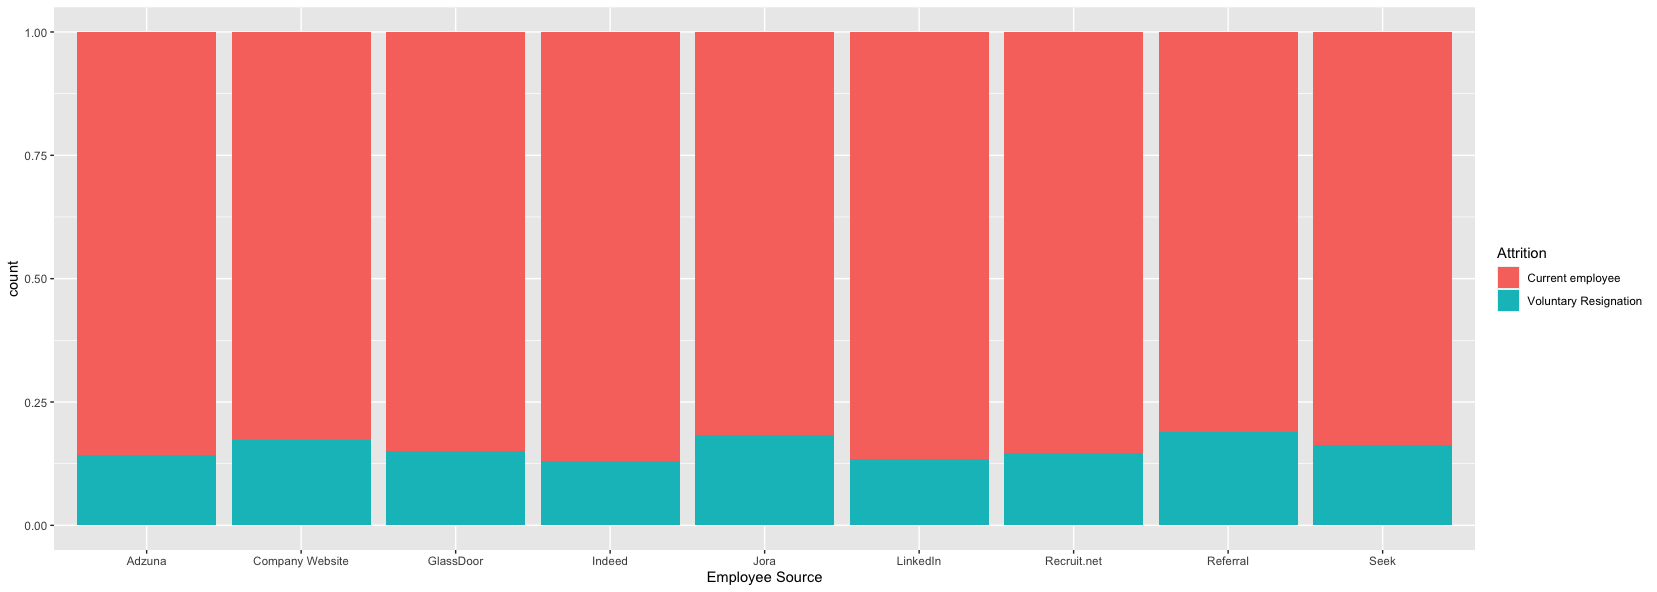 count
1.00
0.75
0.50
0.25
0.00
Adzuna Company Website GlassDoor Indeed Jora LinkedIn Recruit.net Referral Seek
Employee Source
Attrition
Current employee
Voluntary Resignation